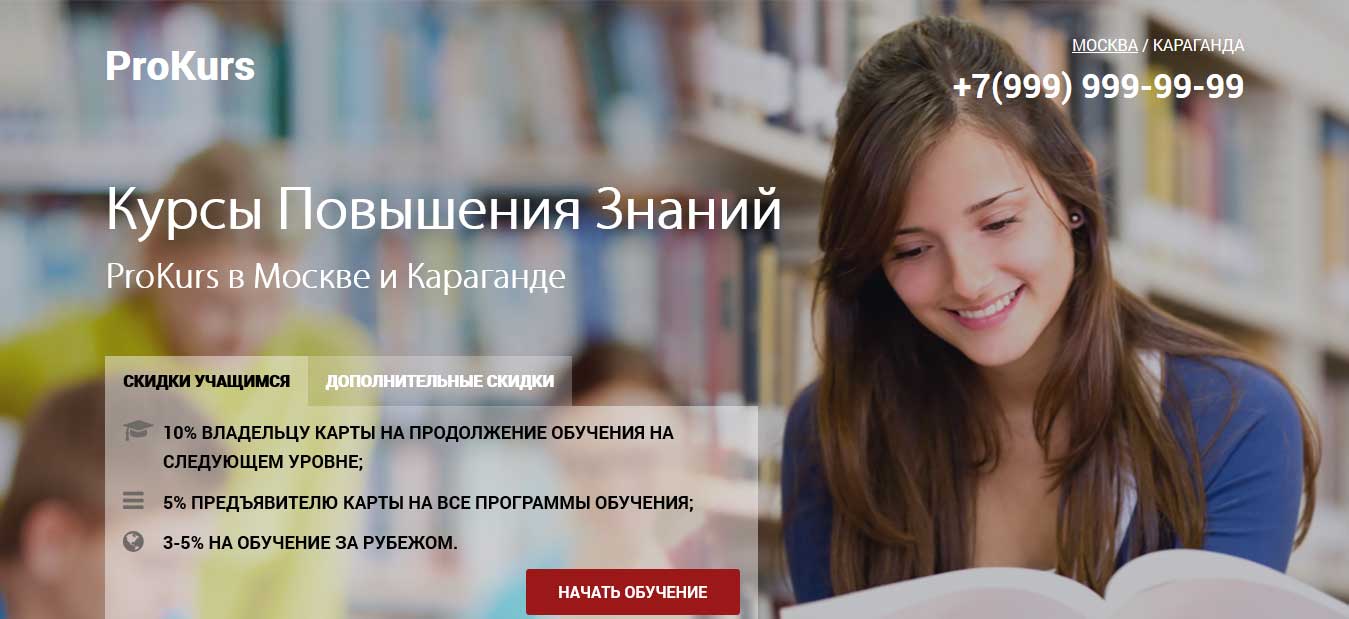 ProKurs
МОСКВА / КАРАГАНДА
+7(999) 999-99-99
Курсы Повышения Знаний
ProKurs в Москве и Караганде
СКИДКИ УЧАЩИМСЯ ДОПОЛНИТЕЛЬНЫЕ СКИДКИ
10% ВЛАДЕЛЬЦУ КАРТЫ НА ПРОДОЛЖЕНИЕ ОБУЧЕНИЯ НА
СЛЕДУЮЩЕМ УРОВНЕ;
5% ПРЕДЪЯВИТЕЛЮ КАРТЫ НА ВСЕ ПРОГРАММЫ ОБУЧЕНИЯ;
3-5% НА ОБУЧЕНИЕ ЗА РУБЕЖОМ.
НАЧАТЬ ОБУЧЕНИЕ